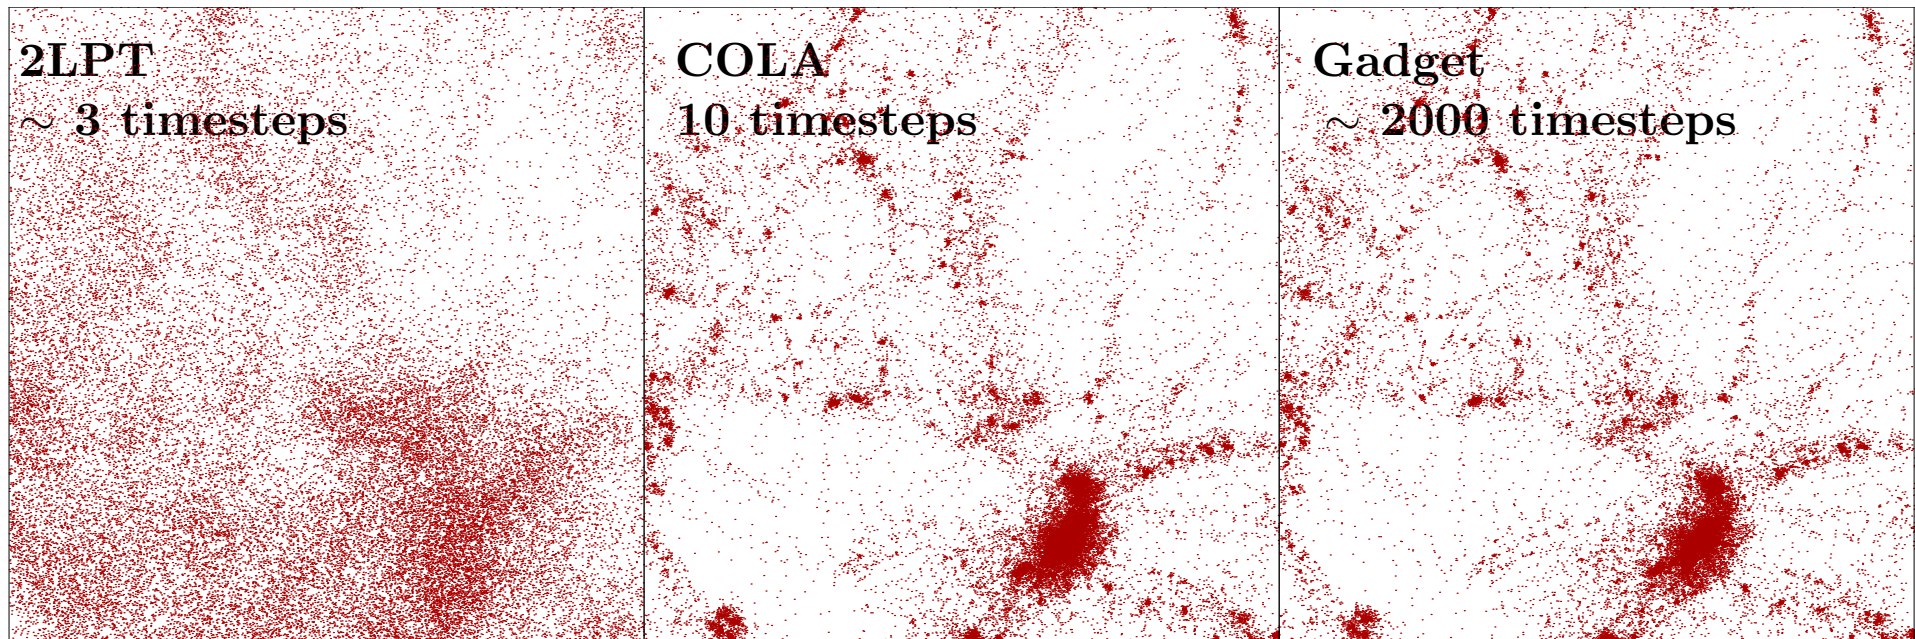 2LPT
∼ 3 timesteps
COLA
10 timesteps
Gadget
∼ 2000 timesteps